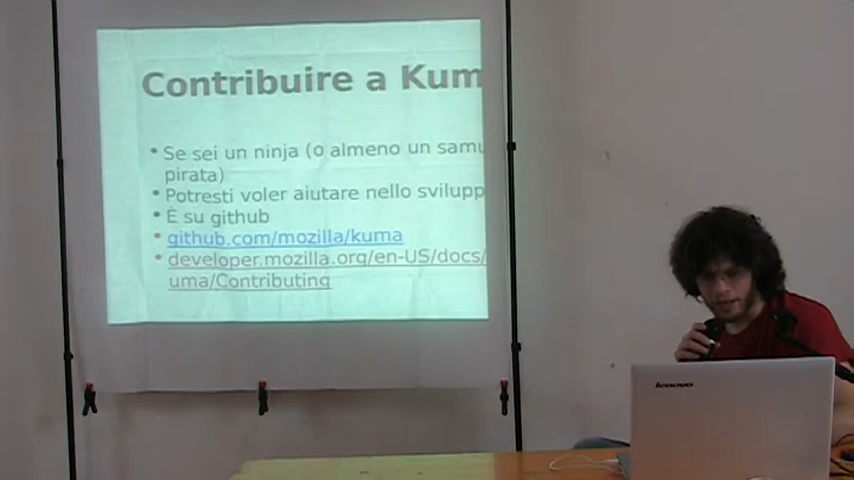 Contribuire a Kum
• Se sei un ninja (o almeno un samu
pirata)
• Potresti voler aiutare nello svilupp
• È su github
• github.com/mozilla/kuma
• developer.mozilla.org/en-US/docs/
uma/Contributing
lenovo